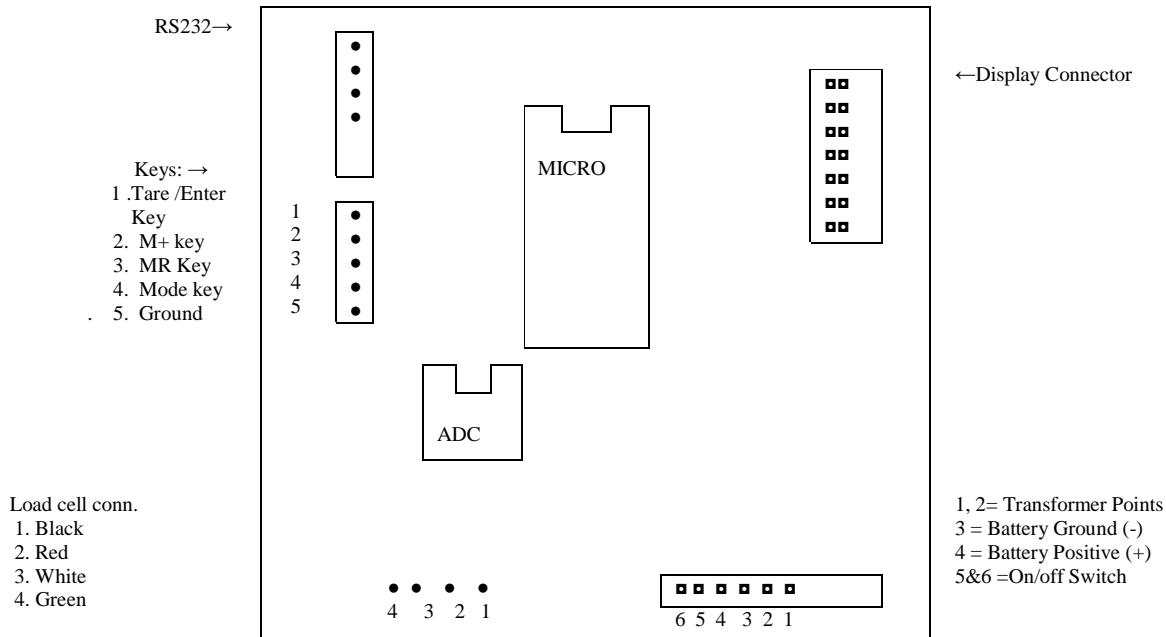 RS232→
←Display Connector
MICRO
Keys: →
1 .Tare /Enter
Key
2. M+ key
3. MR Key
4. Mode key
. 5. Ground
1
2
3
4
5
ADC
Load cell conn.
1. Black
2. Red
3. White
4. Green
4 3 2 1
6 5 4 3 2 1
1, 2= Transformer Points
3 = Battery Ground (-)
4 = Battery Positive (+)
5&6 =On/off Switch